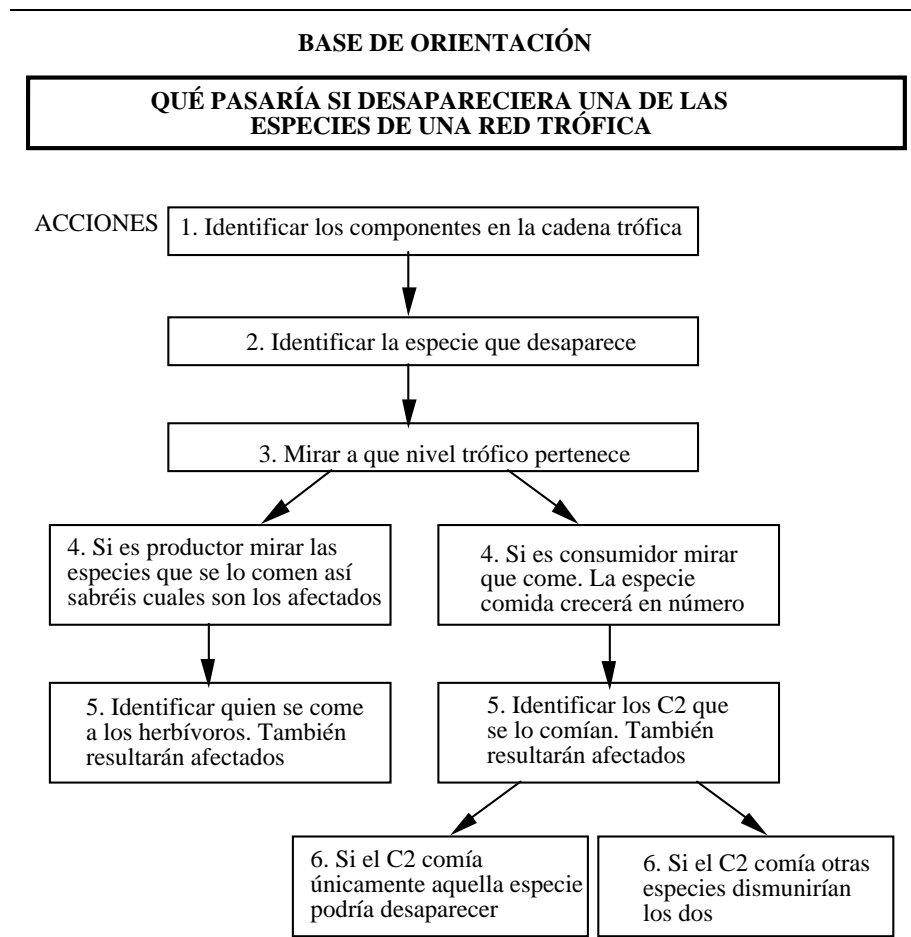 BASE DE ORIENTACIÓN
QUÉ PASARÍA SI DESAPARECIERA UNA DE LAS
ESPECIES DE UNA RED TRÓFICA
ACCIONES
1. Identificar los componentes en la cadena trófica
2. Identificar la especie que desaparece
3. Mirar a que nivel trófico pertenece
4. Si es productor mirar las
especies que se lo comen así
sabréis cuales son los afectados
4. Si es consumidor mirar
que come. La especie
comida crecerá en número
5. Identificar quien se come
a los herbívoros. También
resultarán afectados
5. Identificar los C2 que
se lo comían. También
resultarán afectados
6. Si el C2 comía
únicamente aquella especie
podría desaparecer
6. Si el C2 comía otras
especies dismunirían
los dos